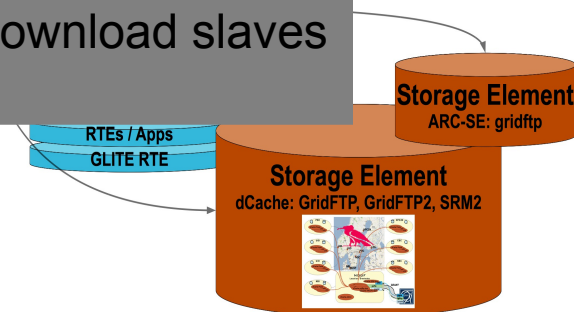 ownload slaves
Storage Element
ARC-SE: gridftp
RTEs / Apps
GLITE RTE
Storage Element
dCache: GridFTP, GridFTP2, SRM2